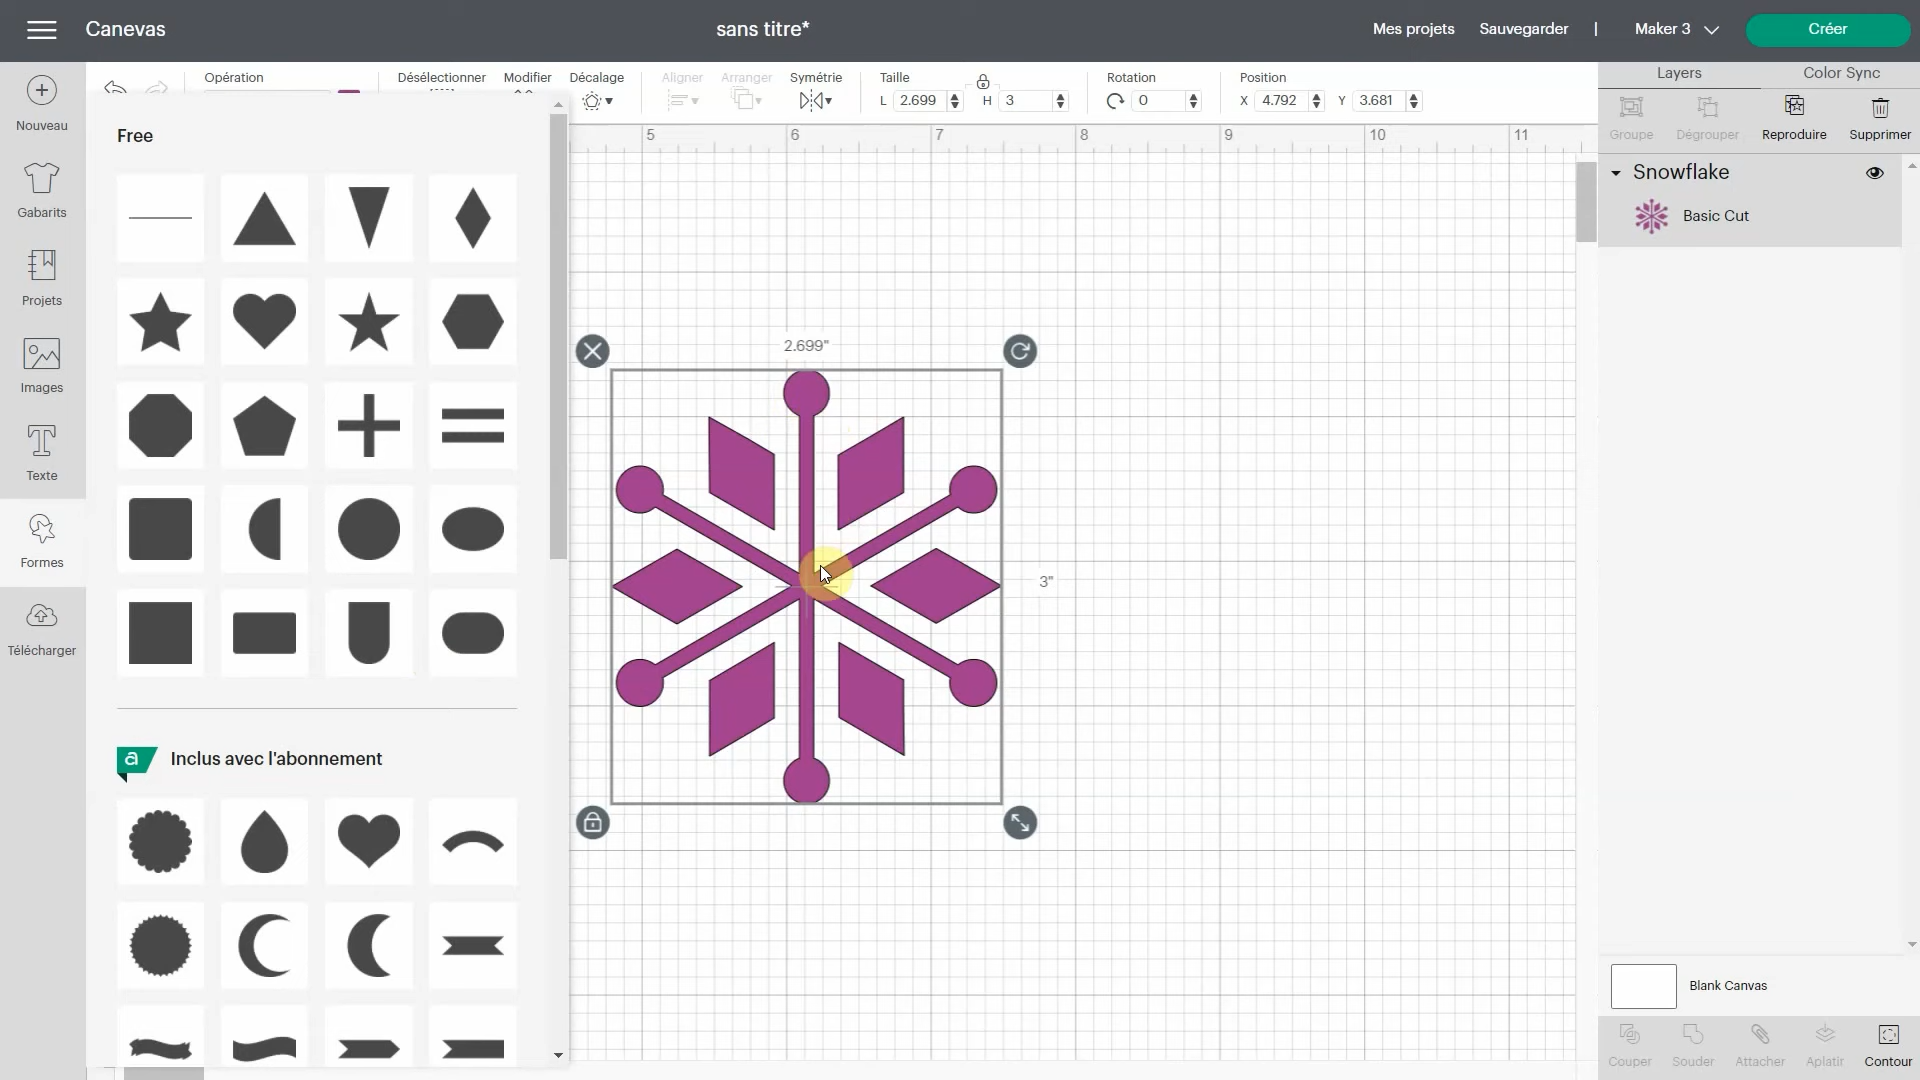 Canevas
sans titre*
Mes projets
Sauvegarder
|
Maker 3
Créer
Nouveau
Gabarits
Projets
Images
Texte
Formes
Télécharger
Opération
Désélectionner
Modifier
Décalage
Aligner
Arranger
Symétrie
Taille
L 2.699
H 3
Rotation
0
Position
X 4.792
Y 3.681
Free
a Inclus avec l'abonnement
5 6 7 8 9 10 11
2.699"
3"
Layers
Color Sync
Groupe
Dégrouper
Reproduire
Supprimer
Snowflake
Basic Cut
Blank Canvas
Couper
Souder
Attacher
Aplatir
Contour